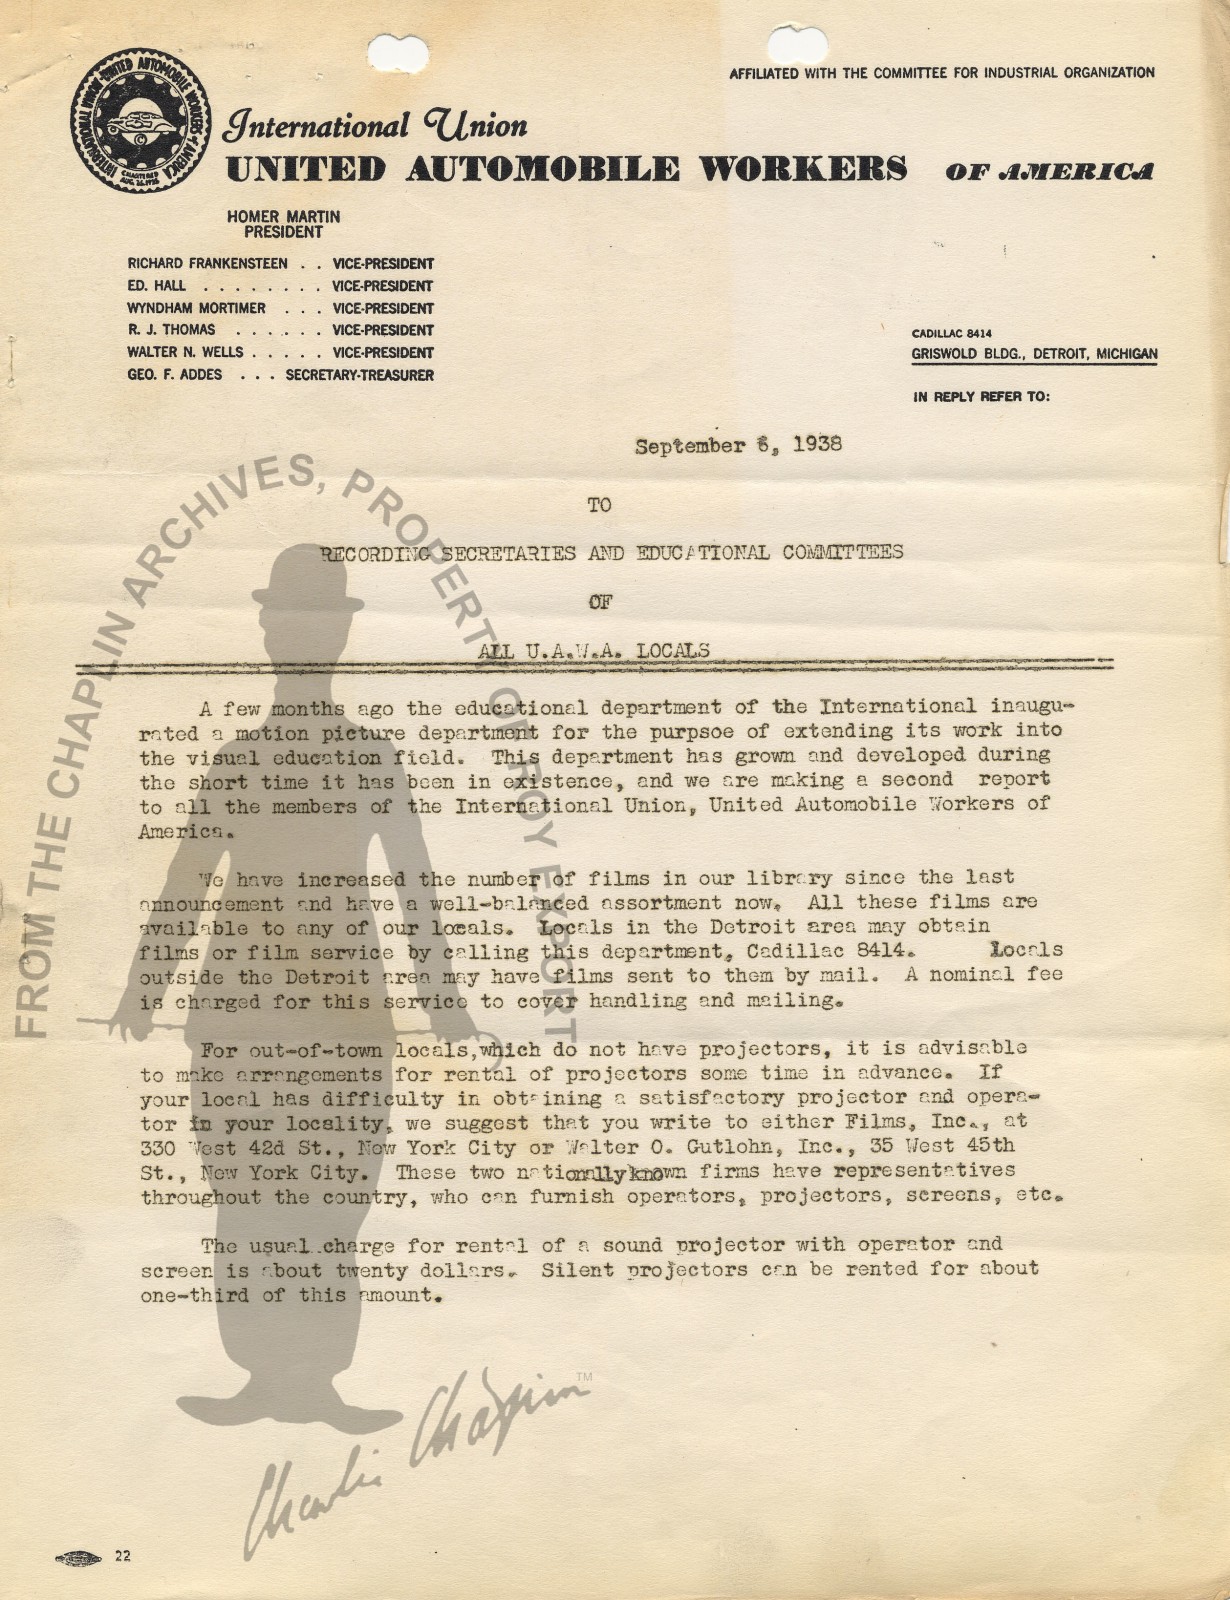 AFFILIATED WITH THE COMMITTEE FOR INDUSTRIAL ORGANIZATION
INTERNATIONAL UNION UNITED AUTOMOBILE WORKERS of AMERICA
CHARTERED
AUG. 26, 1935
International Union
UNITED AUTOMOBILE WORKERS OF AMERICA
HOMER MARTIN
PRESIDENT
RICHARD FRANKENSTEEN . . VICE-PRESIDENT
ED. HALL . . . . . . . . VICE-PRESIDENT
WYNDHAM MORTIMER . . . VICE-PRESIDENT
R. J. THOMAS . . . . . . VICE-PRESIDENT
WALTER N. WELLS . . . . . VICE-PRESIDENT
GEO. F. ADDES . . . SECRETARY-TREASURER
CADILLAC 8414
GRISWOLD BLDG., DETROIT, MICHIGAN
IN REPLY REFER TO:
September 6, 1938
TO
RECORDING SECRETARIES AND EDUCATIONAL COMMITTEES
OF
ALL U.A.W.A. LOCALS
A few months ago the educational department of the International inaugu-
rated a motion picture department for the purpsoe of extending its work into
the visual education field. This department has grown and developed during
the short time it has been in existence, and we are making a second report
to all the members of the International Union, United Automobile Workers of
America.
We have increased the number of films in our library since the last
announcement and have a well-balanced assortment now. All these films are
available to any of our locals. Locals in the Detroit area may obtain
films or film service by calling this department, Cadillac 8414. Locals
outside the Detroit area may have films sent to them by mail. A nominal fee
is charged for this service to cover handling and mailing.
For out-of-town locals,which do not have projectors, it is advisable
to make arrangements for rental of projectors some time in advance. If
your local has difficulty in obtaining a satisfactory projector and opera-
tor in your locality, we suggest that you write to either Films, Inc., at
330 West 42d St., New York City or Walter O. Gutlohn, Inc., 35 West 45th
St., New York City. These two nationally known firms have representatives
throughout the country, who can furnish operators, projectors, screens, etc.
The usual charge for rental of a sound projector with operator and
screen is about twenty dollars. Silent projectors can be rented for about
one-third of this amount.
FROM THE CHAPLIN ARCHIVES, PROPERTY OF ROY EXPORT
Charlie Chaplin TM
22